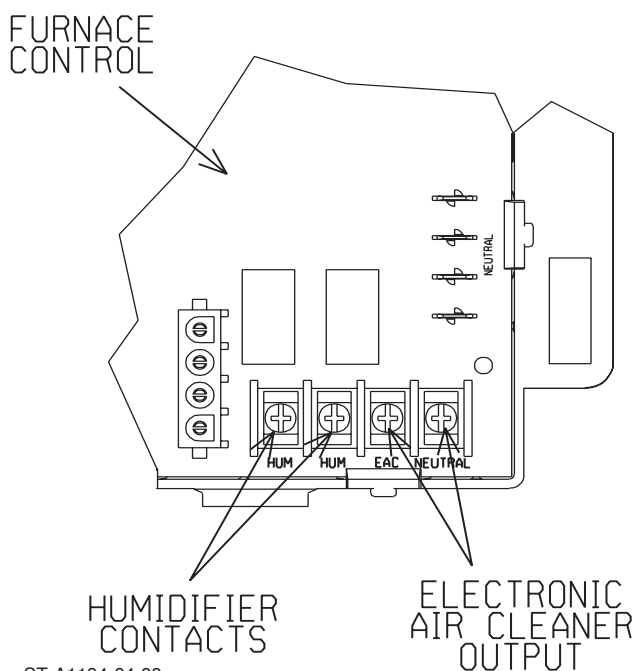 FURNACE
CONTROL
NEUTRAL
HUM HUM EAC NEUTRAL
HUMIDIFIER
CONTACTS
ELECTRONIC
AIR CLEANER
OUTPUT